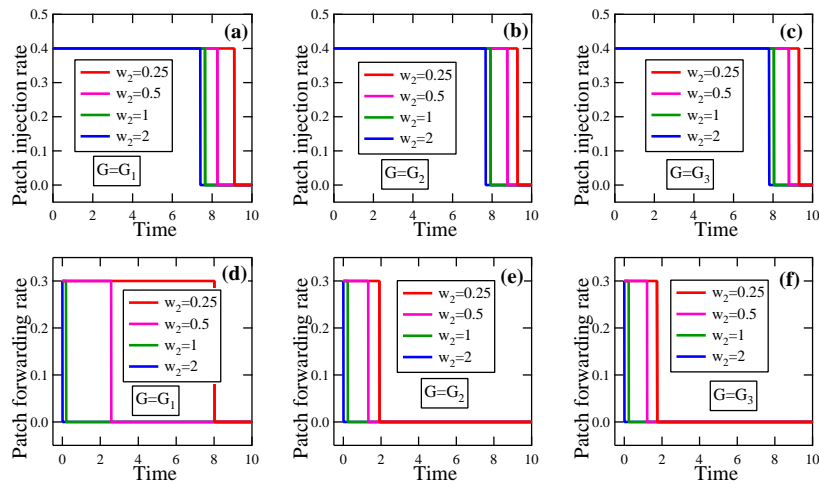 (a)
Patch injection rate
0.5
0.4
0.3
0.2
0.1
0.0
w2=0.25
w2=0.5
w2=1
w2=2
G=G1
0 2 4 6 8 10
Time
(b)
Patch injection rate
0.5
0.4
0.3
0.2
0.1
0.0
w2=0.25
w2=0.5
w2=1
w2=2
G=G2
0 2 4 6 8 10
Time
(c)
Patch injection rate
0.5
0.4
0.3
0.2
0.1
0.0
w2=0.25
w2=0.5
w2=1
w2=2
G=G3
0 2 4 6 8 10
Time
(d)
Patch forwarding rate
0.3
0.2
0.1
0.0
w2=0.25
w2=0.5
w2=1
w2=2
G=G1
0 2 4 6 8 10
Time
(e)
Patch forwarding rate
0.3
0.2
0.1
0.0
w2=0.25
w2=0.5
w2=1
w2=2
G=G2
0 2 4 6 8 10
Time
(f)
Patch forwarding rate
0.3
0.2
0.1
0.0
w2=0.25
w2=0.5
w2=1
w2=2
G=G3
0 2 4 6 8 10
Time